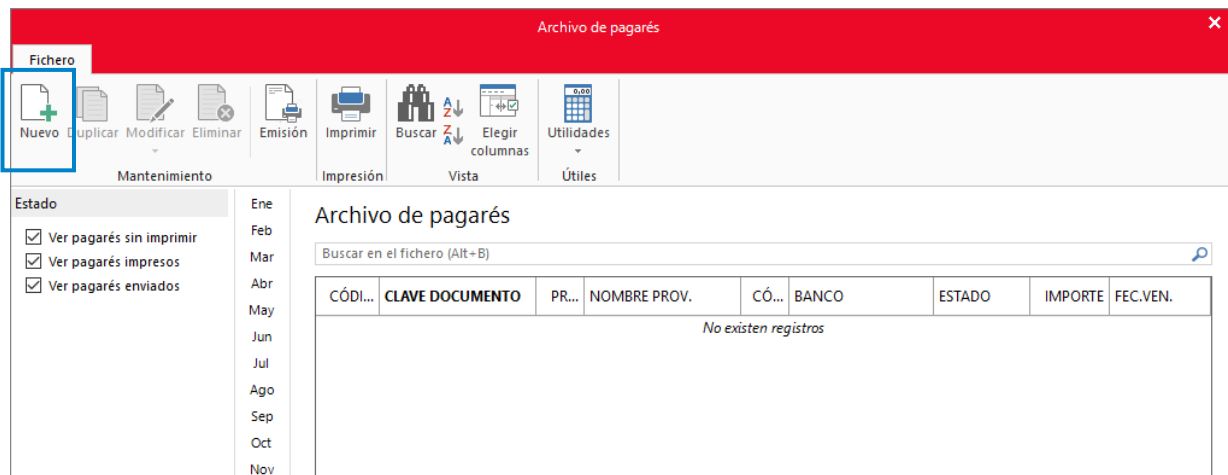 Archivo de pagarés
Fichero
Nuevo Duplicar Modificar Eliminar Emisión Imprimir Buscar Elegir columnas Utilidades
Mantenimiento Impresión Vista Útiles
Estado
Ver pagarés sin imprimir
Ver pagarés impresos
Ver pagarés enviados
Ene
Feb
Mar
Abr
May
Jun
Jul
Ago
Sep
Oct
Nov
Archivo de pagarés
Buscar en el fichero (Alt+B)
CÓDI... CLAVE DOCUMENTO PR... NOMBRE PROV. CÓ... BANCO ESTADO IMPORTE FEC.VEN.
No existen registros